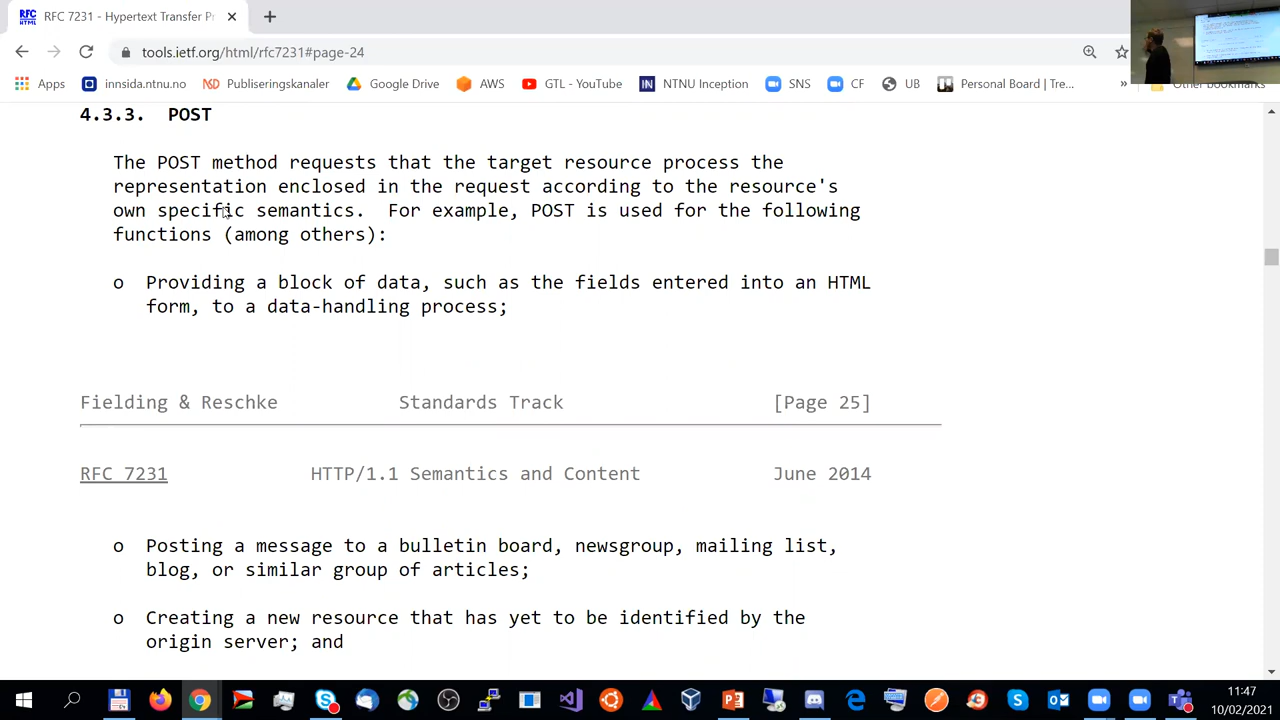 RFC 7231 - Hypertext Transfer Pr
tools.ietf.org/html/rfc7231#page-24
Apps innsida.ntnu.no Publiseringskanaler Google Drive AWS GTL - YouTube NTNU Inception SNS CF UB Personal Board | Tre... » Other bookmarks
4.3.3. POST
The POST method requests that the target resource process the
representation enclosed in the request according to the resource's
own specific semantics. For example, POST is used for the following
functions (among others):
o Providing a block of data, such as the fields entered into an HTML
form, to a data-handling process;
Fielding & Reschke Standards Track [Page 25]
RFC 7231 HTTP/1.1 Semantics and Content June 2014
o Posting a message to a bulletin board, newsgroup, mailing list,
blog, or similar group of articles;
o Creating a new resource that has yet to be identified by the
origin server; and
11:47
10/02/2021